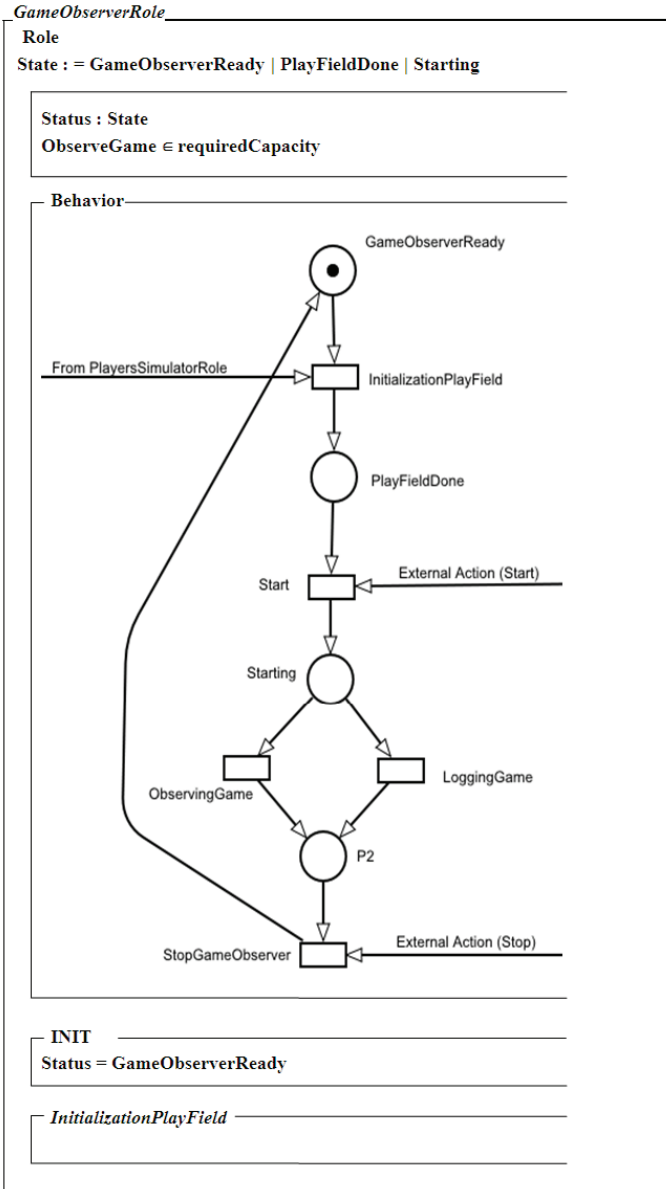 GameObserverRole
Role
State : = GameObserverReady | PlayFieldDone | Starting
Status : State
ObserveGame ∈ requiredCapacity
Behavior
GameObserverReady
From PlayersSimulatorRole
InitializationPlayField
PlayFieldDone
External Action (Start)
Start
Starting
ObservingGame
LoggingGame
P2
External Action (Stop)
StopGameObserver
INIT
Status = GameObserverReady
InitializationPlayField